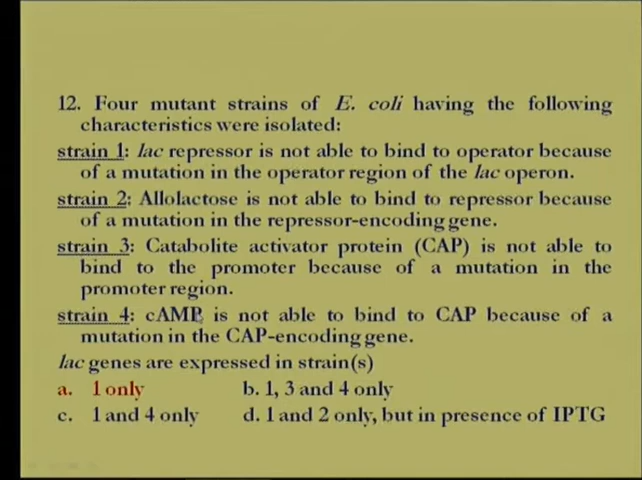 12. Four mutant strains of E. coli having the following
characteristics were isolated:
strain 1: lac repressor is not able to bind to operator because
of a mutation in the operator region of the lac operon.
strain 2: Allolactose is not able to bind to repressor because
of a mutation in the repressor-encoding gene.
strain 3: Catabolite activator protein (CAP) is not able to
bind to the promoter because of a mutation in the
promoter region.
strain 4: cAMP is not able to bind to CAP because of a
mutation in the CAP-encoding gene.
lac genes are expressed in strain(s)
a. 1 only b. 1, 3 and 4 only
c. 1 and 4 only d. 1 and 2 only, but in presence of IPTG